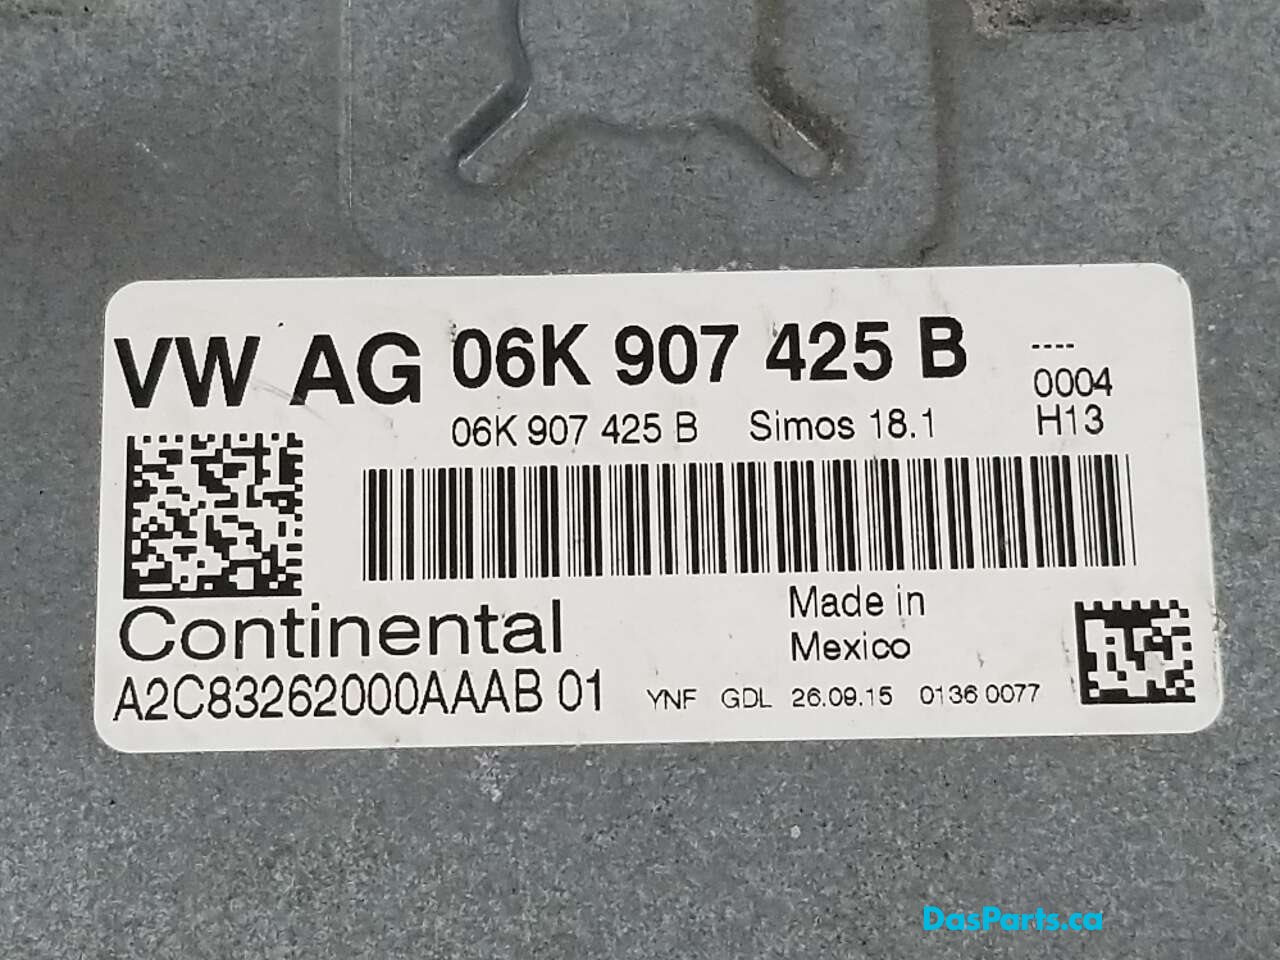 VW AG 06K 907 425 B
----
06K 907 425 B Simos 18.1
0004
H13
Continental
Made in
Mexico
A2C83262000AAAB 01
YNF GDL 26.09.15 0136 0077
DasParts.ca